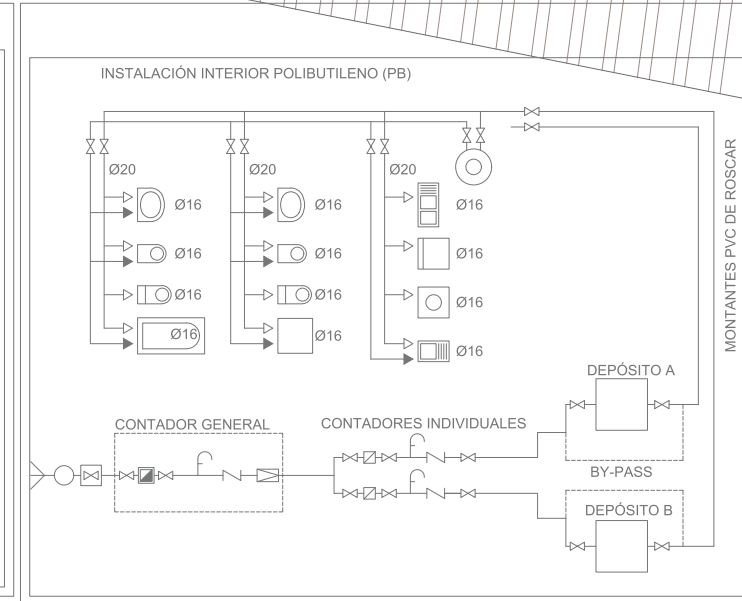 INSTALACIÓN INTERIOR POLIBUTILENO (PB)
Ø20
Ø20
Ø20
Ø16
Ø16
Ø16
Ø16
Ø16
Ø16
Ø16
Ø16
Ø16
Ø16
Ø16
Ø16
MONTANTES PVC DE ROSCAR
DEPÓSITO A
CONTADOR GENERAL
CONTADORES INDIVIDUALES
BY-PASS
DEPÓSITO B